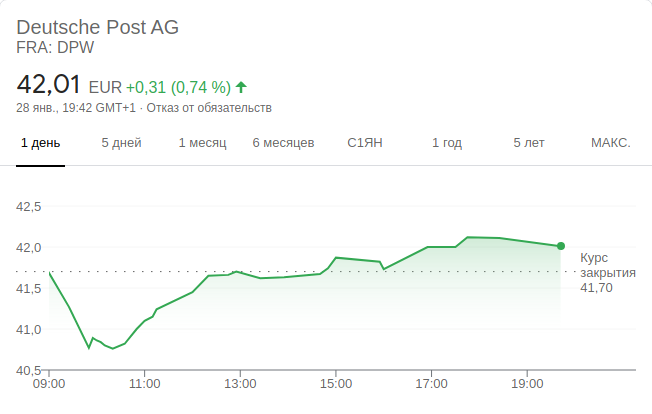 Deutsche Post AG
FRA: DPW
42,01 EUR +0,31 (0,74 %)
28 янв., 19:42 GMT+1 · Отказ от обязательств
1 день 5 дней 1 месяц 6 месяцев С1ЯН 1 год 5 лет МАКС.
42,5
42,0
Курс
закрытия
41,70
41,5
41,0
40,5
09:00 11:00 13:00 15:00 17:00 19:00